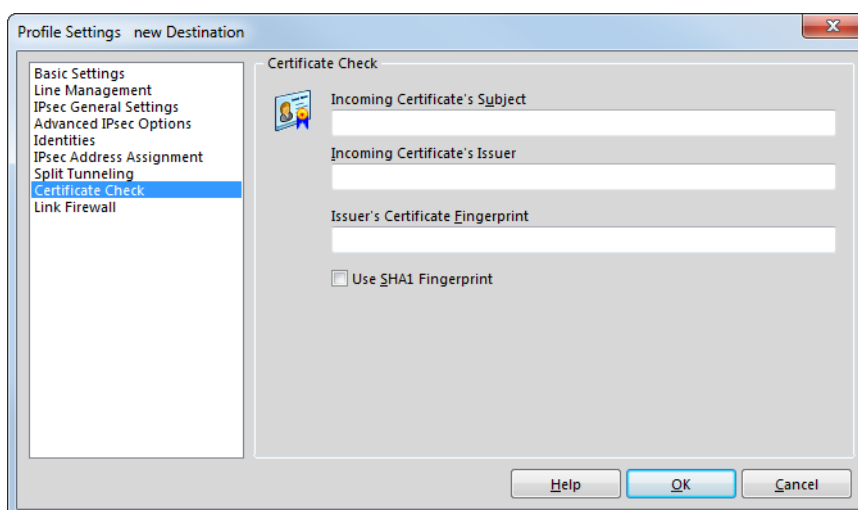 Profile Settings new Destination
Basic Settings
Line Management
IPsec General Settings
Advanced IPsec Options
Identities
IPsec Address Assignment
Split Tunneling
Certificate Check
Link Firewall
Certificate Check
Incoming Certificate's Subject
Incoming Certificate's Issuer
Issuer's Certificate Fingerprint
Use SHA1 Fingerprint
Help OK Cancel